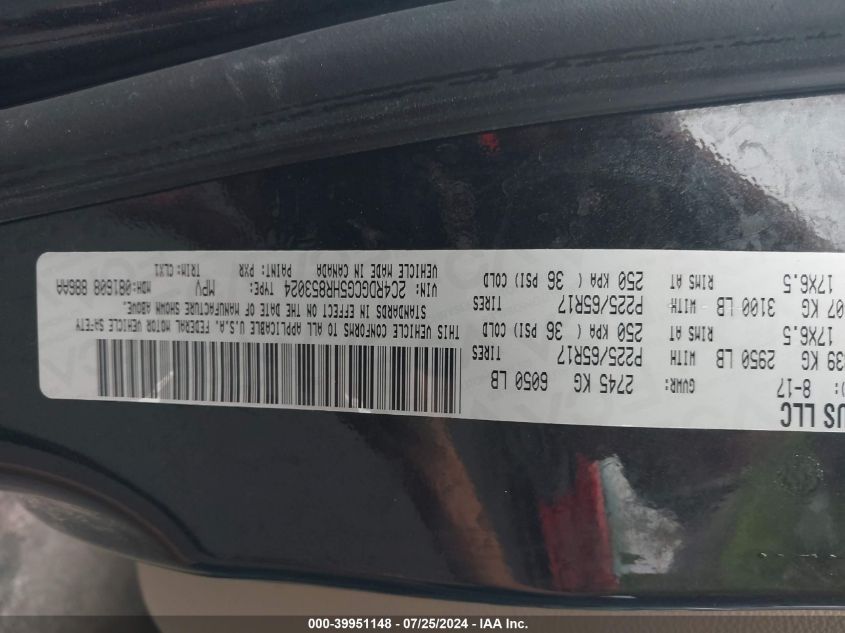 US LLC
): 8-17 GVWR: 2745 KG 6050 LB
39 KG 2950 LB WITH P225/65R17 TIRES
17X6.5 RIMS AT 250 KPA ( 36 PSI) COLD
07 KG 3100 LB WITH P225/65R17 TIRES
17X6.5 RIMS AT 250 KPA ( 36 PSI) COLD
THIS VEHICLE CONFORMS TO ALL APPLICABLE U.S.A. FEDERAL MOTOR VEHICLE SAFETY
STANDARDS IN EFFECT ON THE DATE OF MANUFACTURE SHOWN ABOVE.
VIN: 2C4RDGCG5HR853024 TYPE: MPV MDH: 081608 886AA
VEHICLE MADE IN CANADA PAINT: PXR TRIM: CLX1
000-39951148 - 07/25/2024 - IAA Inc.